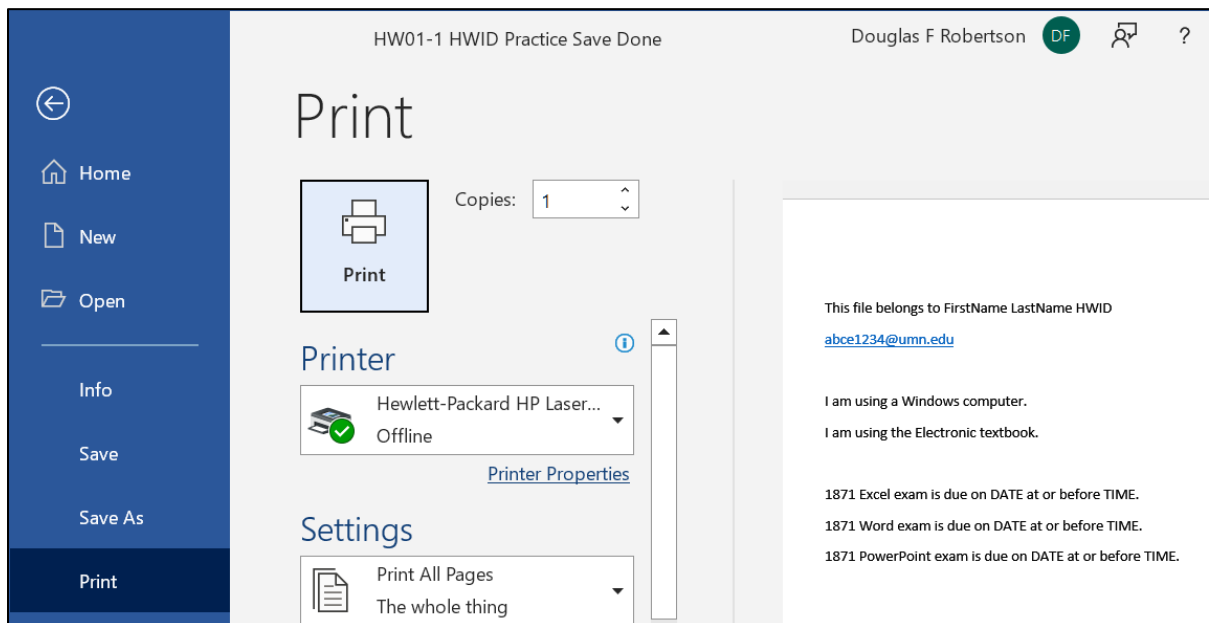 HW01-1 HWID Practice Save Done
Douglas F Robertson
DF
?
Home
New
Open
Info
Save
Save As
Print
Print
Copies:
1
Print
Printer
Hewlett-Packard HP Laser...
Offline
Printer Properties
Settings
Print All Pages
The whole thing
This file belongs to FirstName LastName HWID
abce1234@umn.edu
I am using a Windows computer.
I am using the Electronic textbook.
1871 Excel exam is due on DATE at or before TIME.
1871 Word exam is due on DATE at or before TIME.
1871 PowerPoint exam is due on DATE at or before TIME.